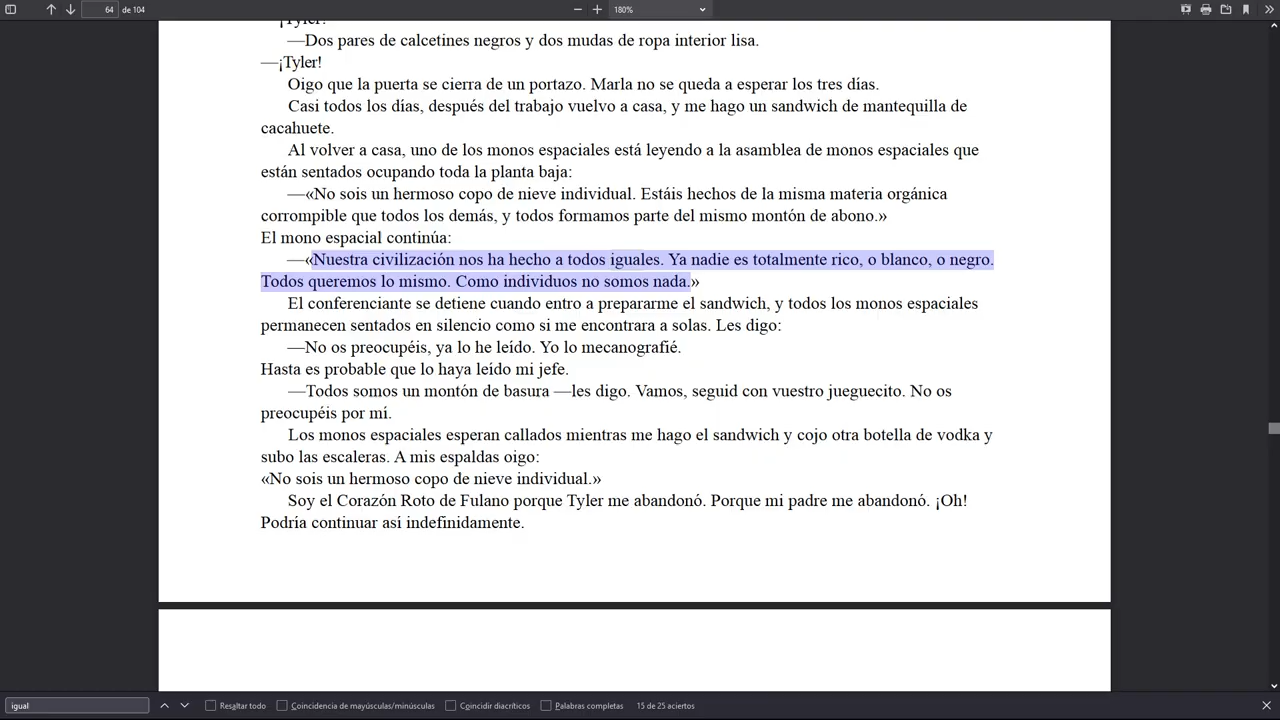 64
de 104
180%
¡Tyler!
—Dos pares de calcetines negros y dos mudas de ropa interior lisa.
—¡Tyler!
Oigo que la puerta se cierra de un portazo. Marla no se queda a esperar los tres días.
Casi todos los días, después del trabajo vuelvo a casa, y me hago un sandwich de mantequilla de
cacahuete.
Al volver a casa, uno de los monos espaciales está leyendo a la asamblea de monos espaciales que
están sentados ocupando toda la planta baja:
—«No sois un hermoso copo de nieve individual. Estáis hechos de la misma materia orgánica
corrompible que todos los demás, y todos formamos parte del mismo montón de abono.»
El mono espacial continúa:
—«Nuestra civilización nos ha hecho a todos iguales. Ya nadie es totalmente rico, o blanco, o negro.
Todos queremos lo mismo. Como individuos no somos nada.»
El conferenciante se detiene cuando entro a prepararme el sandwich, y todos los monos espaciales
permanecen sentados en silencio como si me encontrara a solas. Les digo:
—No os preocupéis, ya lo he leído. Yo lo mecanografié.
Hasta es probable que lo haya leído mi jefe.
—Todos somos un montón de basura —les digo. Vamos, seguid con vuestro jueguecito. No os
preocupéis por mí.
Los monos espaciales esperan callados mientras me hago el sandwich y cojo otra botella de vodka y
subo las escaleras. A mis espaldas oigo:
«No sois un hermoso copo de nieve individual.»
Soy el Corazón Roto de Fulano porque Tyler me abandonó. Porque mi padre me abandonó. ¡Oh!
Podría continuar así indefinidamente.
igual
Resaltar todo
Coincidencia de mayúsculas/minúsculas
Coincidir diacríticos
Palabras completas
15 de 25 aciertos